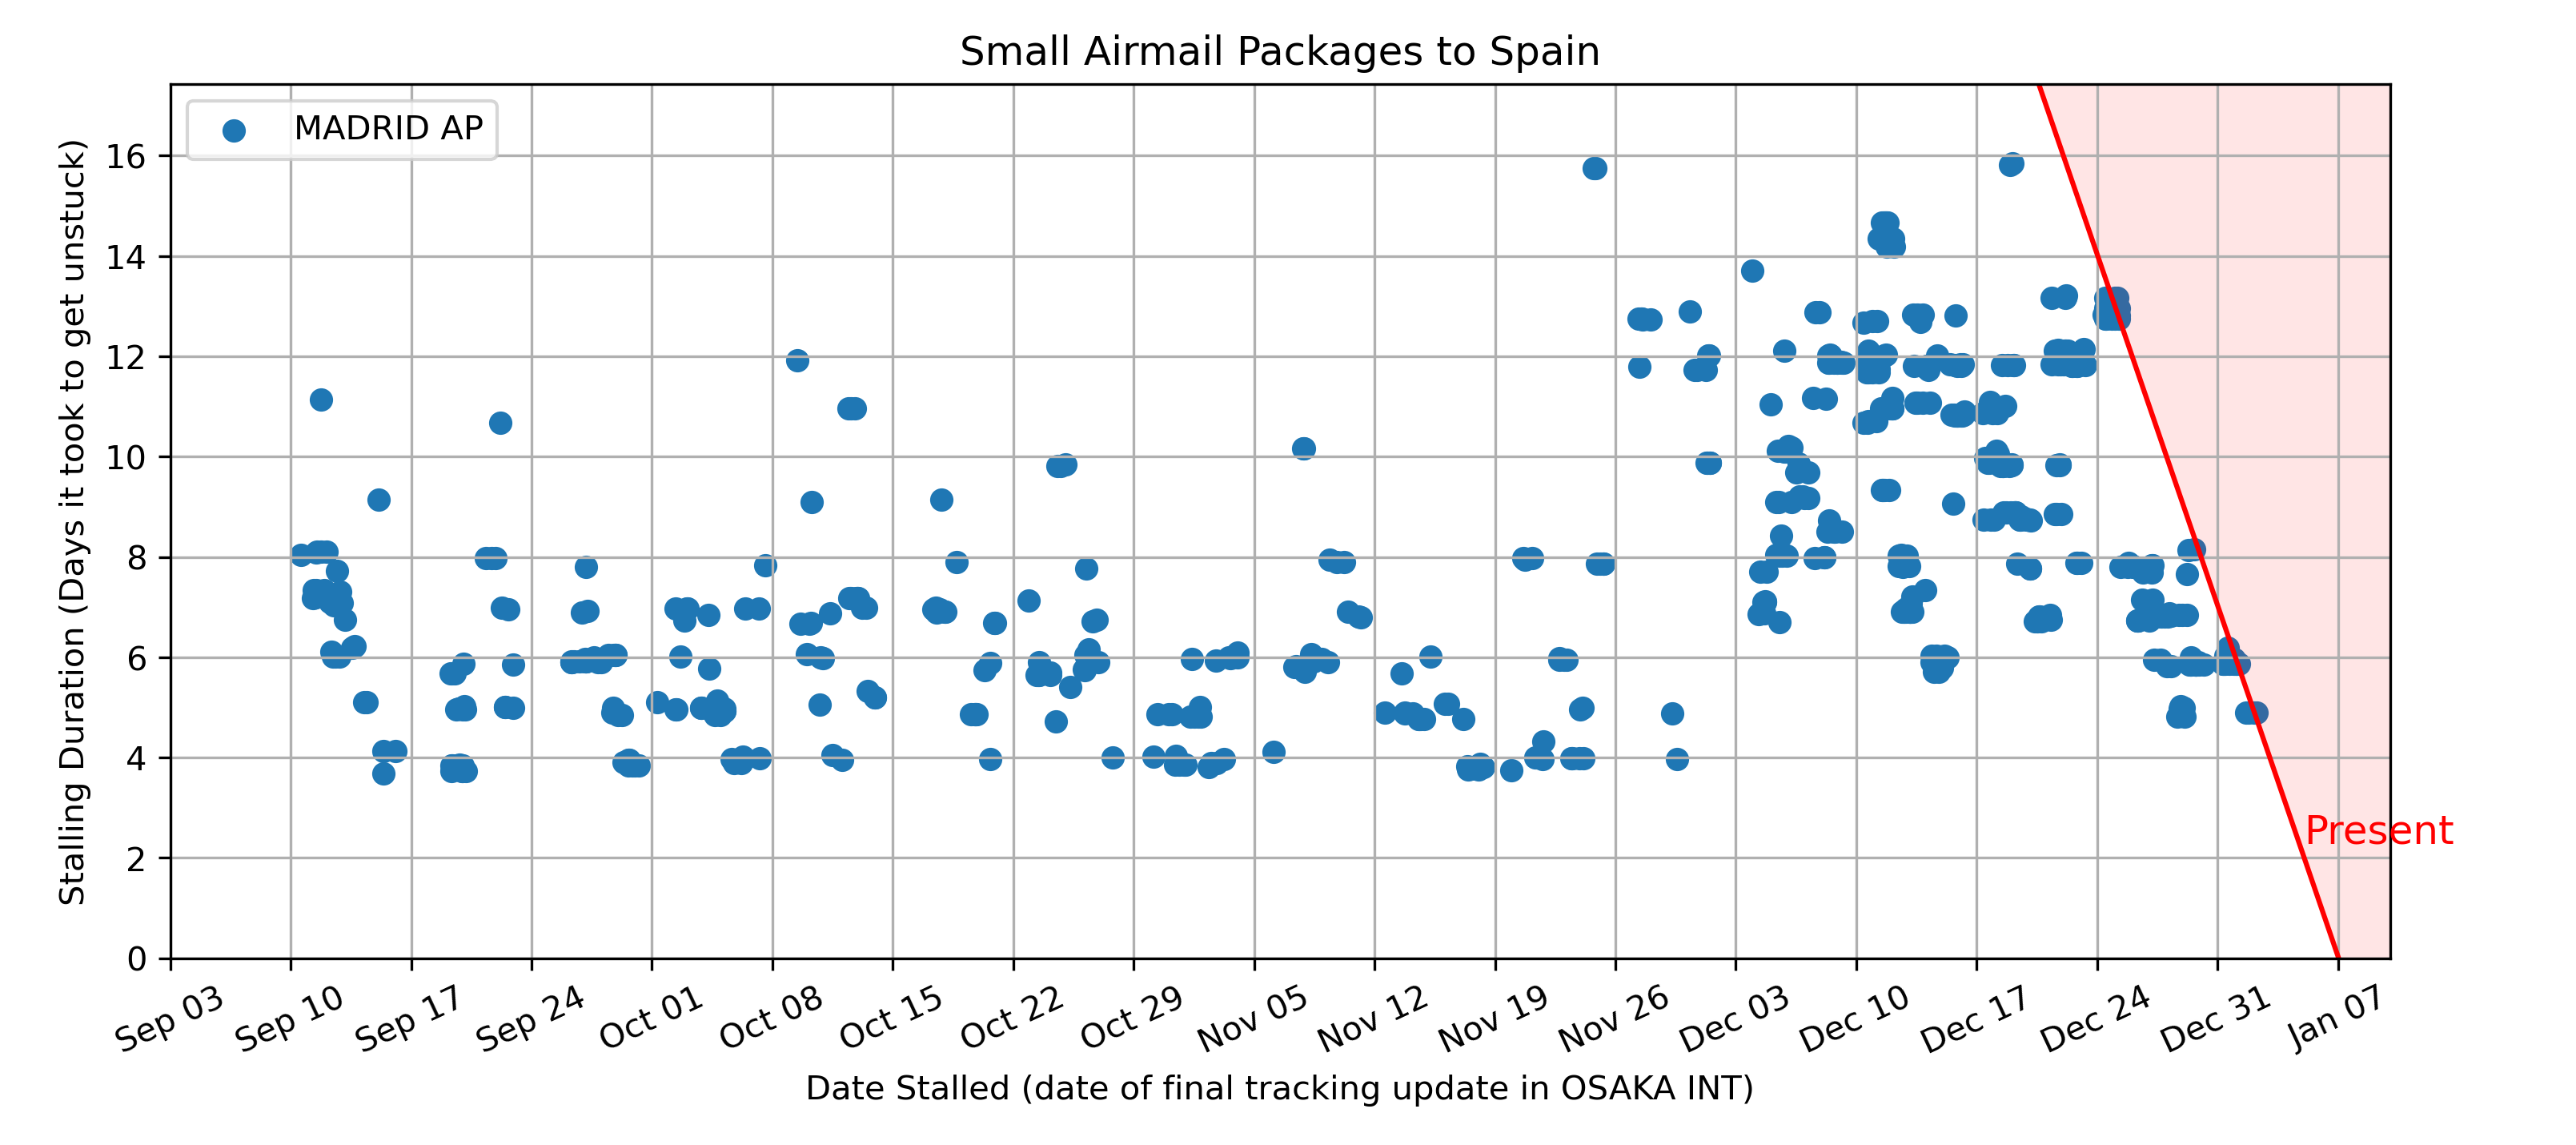 Small Airmail Packages to Spain
MADRID AP
Stalling Duration (Days it took to get unstuck)
16
14
12
10
8
6
4
2
0
Present
Sep 03
Sep 10
Sep 17
Sep 24
Oct 01
Oct 08
Oct 15
Oct 22
Oct 29
Nov 05
Nov 12
Nov 19
Nov 26
Dec 03
Dec 10
Dec 17
Dec 24
Dec 31
Jan 07
Date Stalled (date of final tracking update in OSAKA INT)